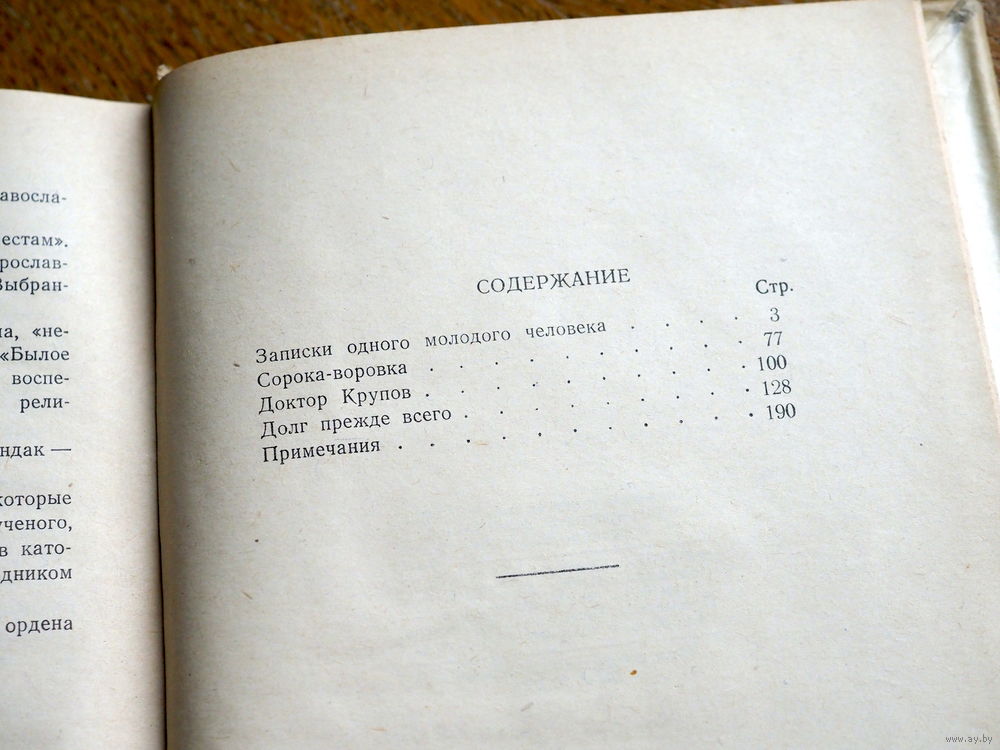 авосла-
естам».
рослав-
Выбран-
«не-
«Былое
воспе-
рели-
ндак —
которые
ученого,
в като-
дником
ордена
СОДЕРЖАНИЕ
Стр.
Записки одного молодого человека . . . . 3
Сорока-воровка . . . . . . . . . 77
Доктор Крупов . . . . . . . . . 100
Долг прежде всего . . . . . . . . 128
Примечания . . . . . . . . . . 190
www.ay.by